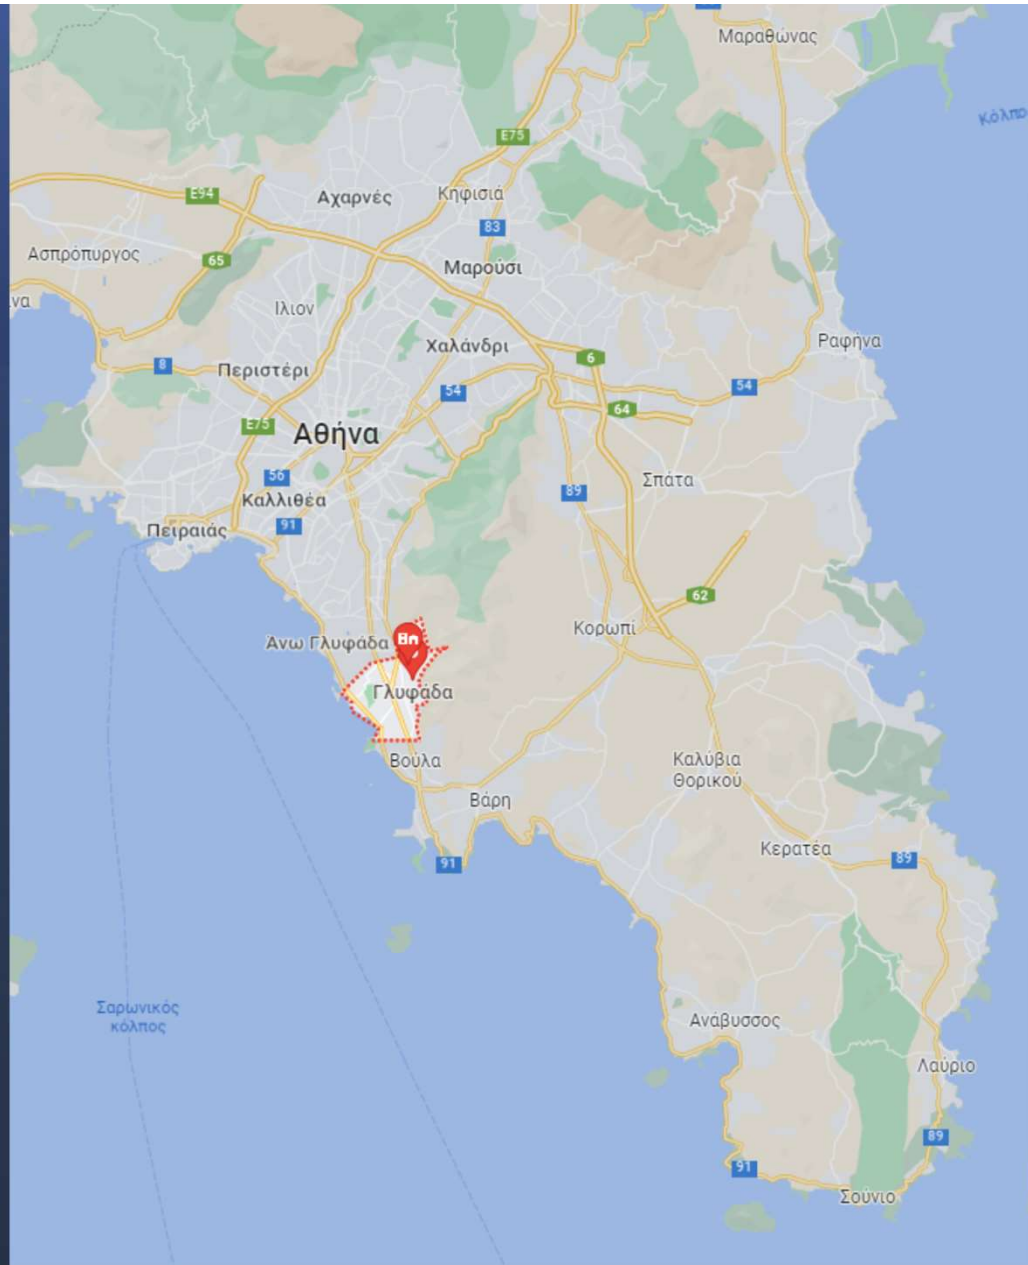 Μαραθώνας
Κόλπο
E75
E94
Αχαρνές
Κηφισιά
83
Ασπρόπυργος
65
Μαρούσι
να
Ίλιον
Χαλάνδρι
Ραφήνα
6
8
Περιστέρι
54
54
64
E75
Αθήνα
56
Σπάτα
89
Καλλιθέα
91
Πειραιάς
62
Κορωπί
Άνω Γλυφάδα
Γλυφάδα
Βούλα
Καλύβια
Θορικού
Βάρη
Κερατέα
89
91
Σαρωνικός
κόλπος
Ανάβυσσος
Λαύριο
89
91
Σούνιο